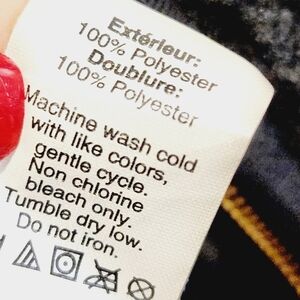 Extérieur:
100% Polyester
Doublure:
100% Polyester
Machine wash cold
with like colors,
gentle cycle.
Non chlorine
bleach only.
Tumble dry low.
Do not iron.